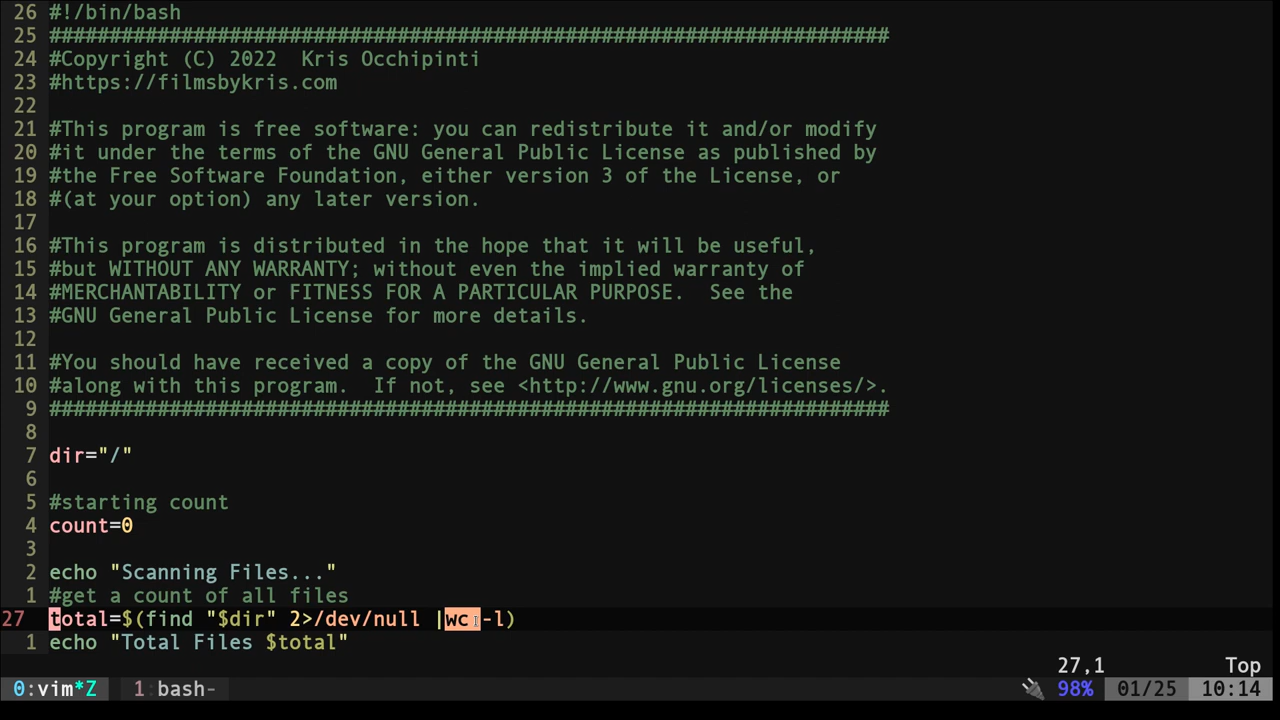 26 #!/bin/bash
25 ######################################################################
24 #Copyright (C) 2022  Kris Occhipinti
23 #https://filmsbykris.com
22
21 #This program is free software: you can redistribute it and/or modify
20 #it under the terms of the GNU General Public License as published by
19 #the Free Software Foundation, either version 3 of the License, or
18 #(at your option) any later version.
17
16 #This program is distributed in the hope that it will be useful,
15 #but WITHOUT ANY WARRANTY; without even the implied warranty of
14 #MERCHANTABILITY or FITNESS FOR A PARTICULAR PURPOSE.  See the
13 #GNU General Public License for more details.
12
11 #You should have received a copy of the GNU General Public License
10 #along with this program.  If not, see <http://www.gnu.org/licenses/>.
9 ######################################################################
8
7 dir="/"
6
5 #starting count
4 count=0
3
2 echo "Scanning Files..."
1 #get a count of all files
27 total=$(find "$dir" 2>/dev/null |wc -l)
1 echo "Total Files $total"
27,1 Top
0:vim*Z 1:bash- 98% 01/25 10:14